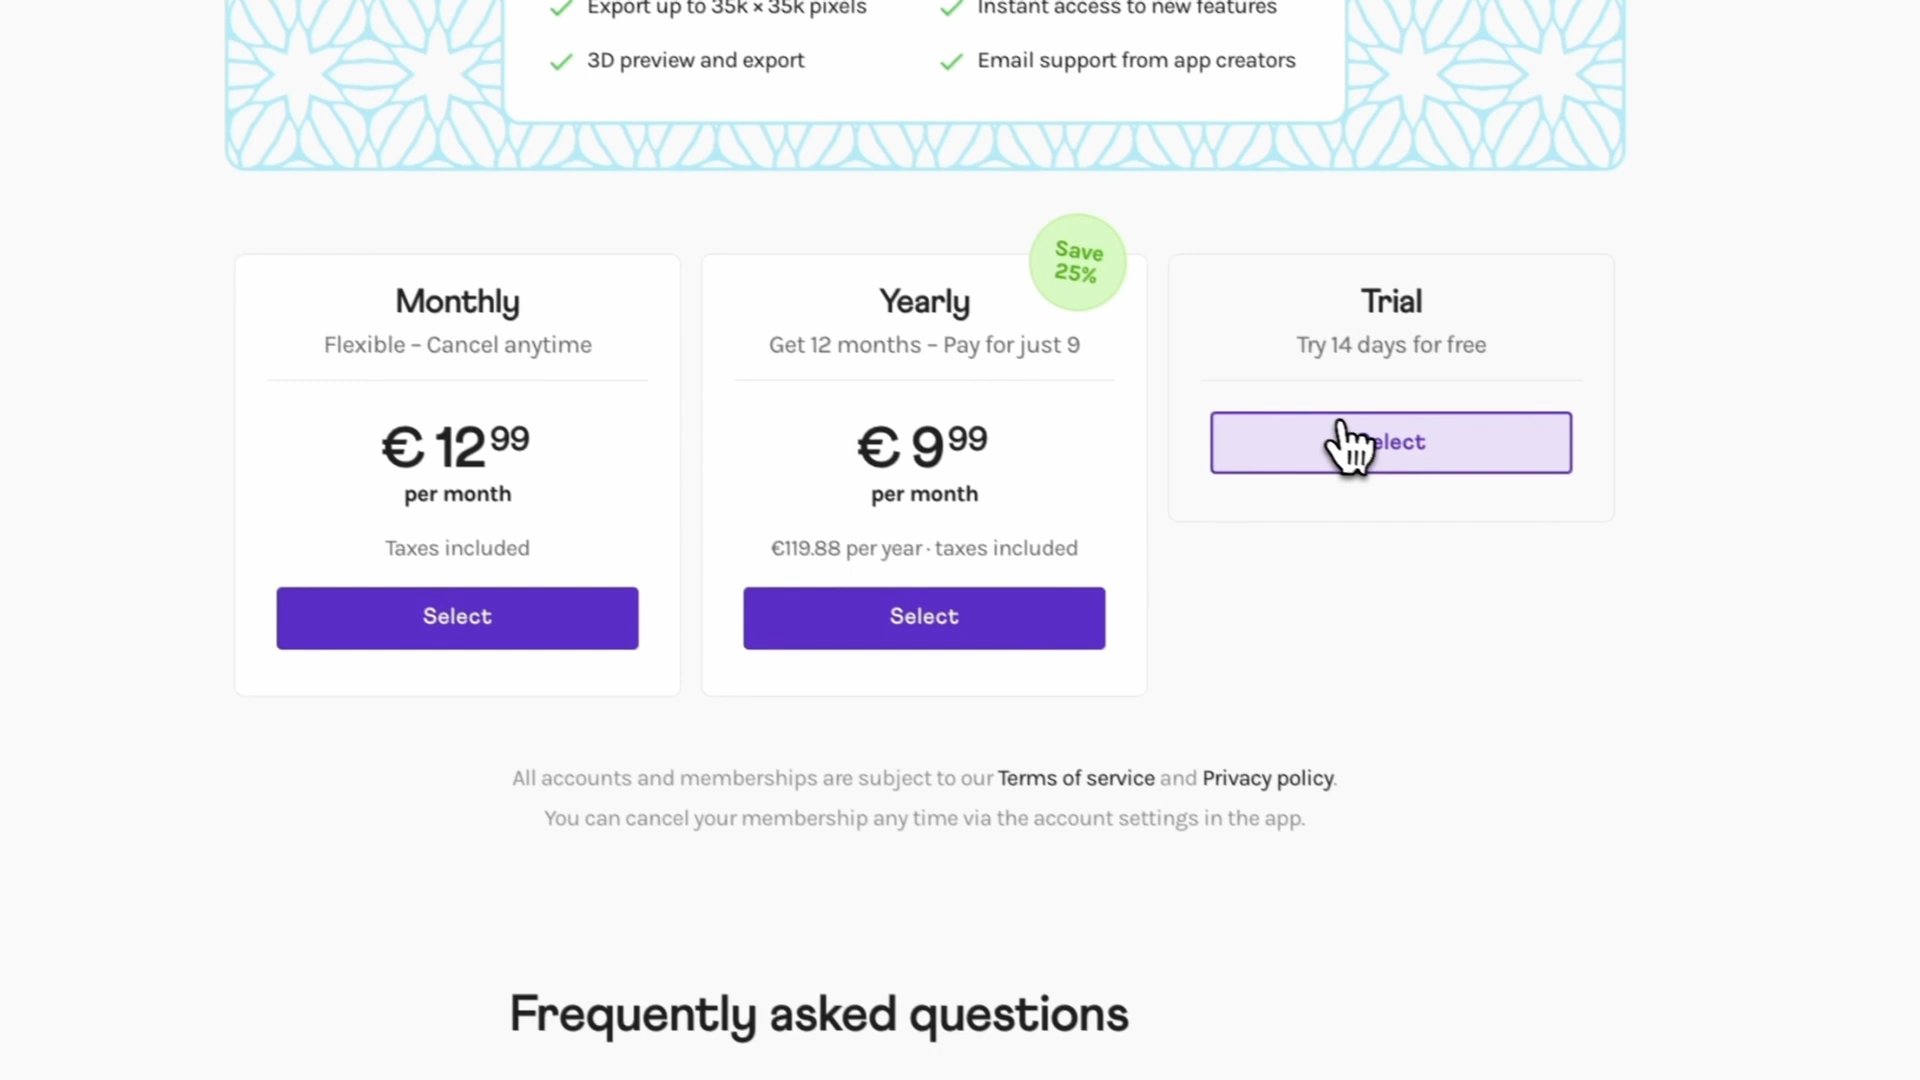 Export up to 35k × 35k pixels
Instant access to new features
3D preview and export
Email support from app creators
Save
25%
Monthly
Flexible – Cancel anytime
€ 12 99
per month
Taxes included
Select
Yearly
Get 12 months – Pay for just 9
€ 9 99
per month
€119.88 per year · taxes included
Select
Trial
Try 14 days for free
elect
All accounts and memberships are subject to our Terms of service and Privacy policy.
You can cancel your membership any time via the account settings in the app.
Frequently asked questions